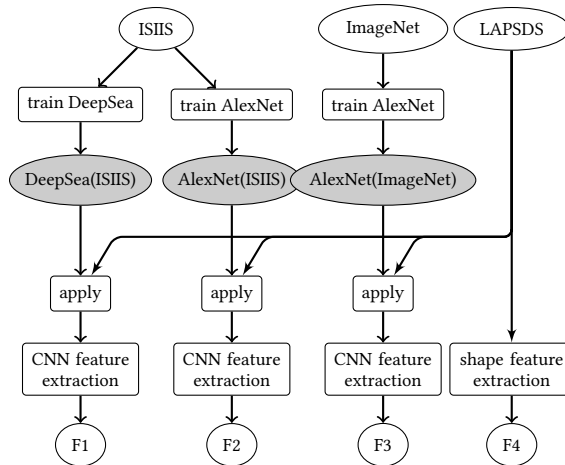 ISIIS
ImageNet
LAPSDS
train DeepSea
train AlexNet
train AlexNet
DeepSea(ISIIS)
AlexNet(ISIIS)
AlexNet(ImageNet)
apply
apply
apply
CNN feature
extraction
CNN feature
extraction
CNN feature
extraction
shape feature
extraction
F1
F2
F3
F4